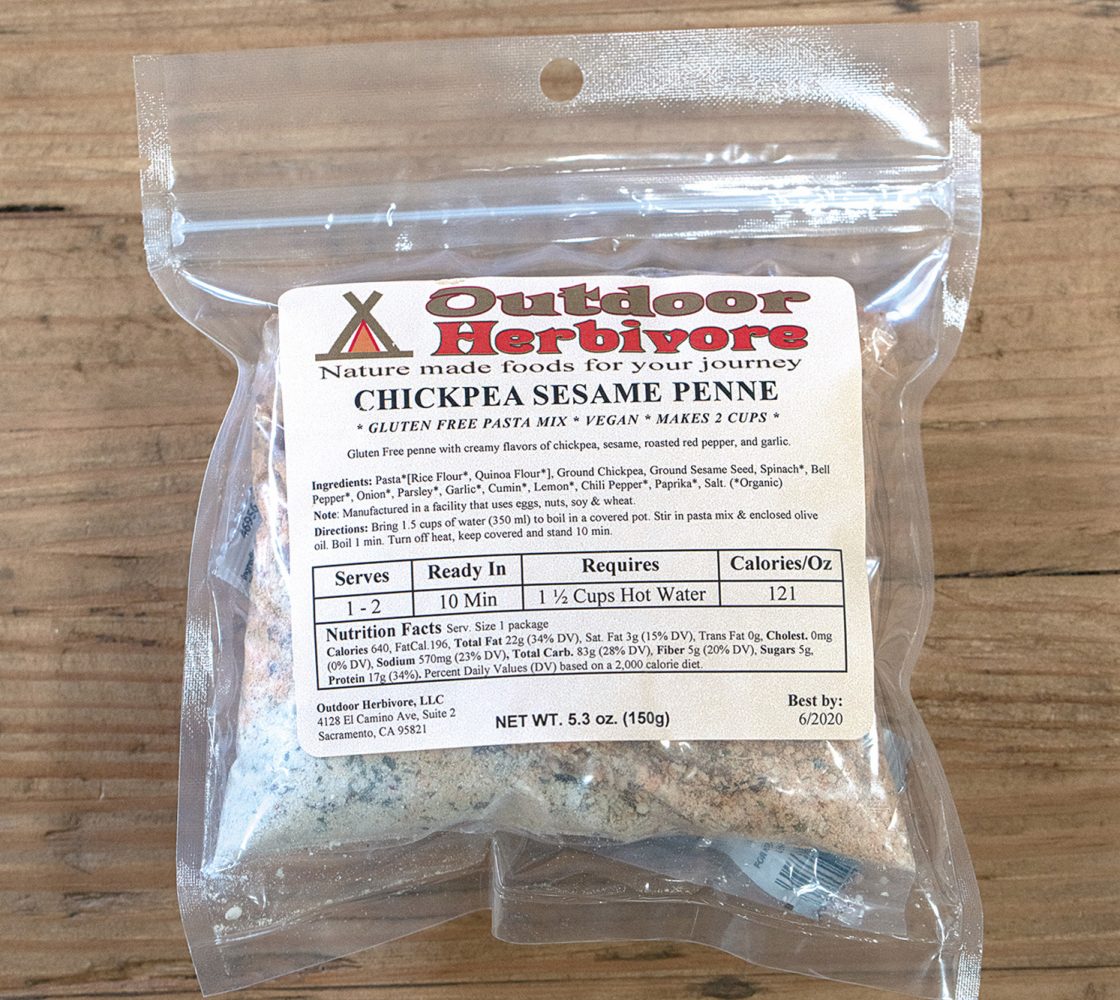 Outdoor
Herbivore
Nature made foods for your journey
CHICKPEA SESAME PENNE
* GLUTEN FREE PASTA MIX * VEGAN * MAKES 2 CUPS *
Gluten Free penne with creamy flavors of chickpea, sesame, roasted red pepper, and garlic.
Ingredients: Pasta*[Rice Flour*, Quinoa Flour*], Ground Chickpea, Ground Sesame Seed, Spinach*, Bell
Pepper*, Onion*, Parsley*, Garlic*, Cumin*, Lemon*, Chili Pepper*, Paprika*, Salt. (*Organic)
Note: Manufactured in a facility that uses eggs, nuts, soy & wheat.
Directions: Bring 1.5 cups of water (350 ml) to boil in a covered pot. Stir in pasta mix & enclosed olive
oil. Boil 1 min. Turn off heat, keep covered and stand 10 min.
Serves Ready In Requires Calories/Oz
1 - 2 10 Min 1 ½ Cups Hot Water 121
Nutrition Facts Serv. Size 1 package
Calories 640, FatCal.196, Total Fat 22g (34% DV), Sat. Fat 3g (15% DV), Trans Fat 0g, Cholest. 0mg
(0% DV), Sodium 570mg (23% DV), Total Carb. 83g (28% DV), Fiber 5g (20% DV), Sugars 5g,
Protein 17g (34%). Percent Daily Values (DV) based on a 2,000 calorie diet.
Outdoor Herbivore, LLC
4128 El Camino Ave, Suite 2
Sacramento, CA 95821
NET WT. 5.3 oz. (150g)
Best by:
6/2020